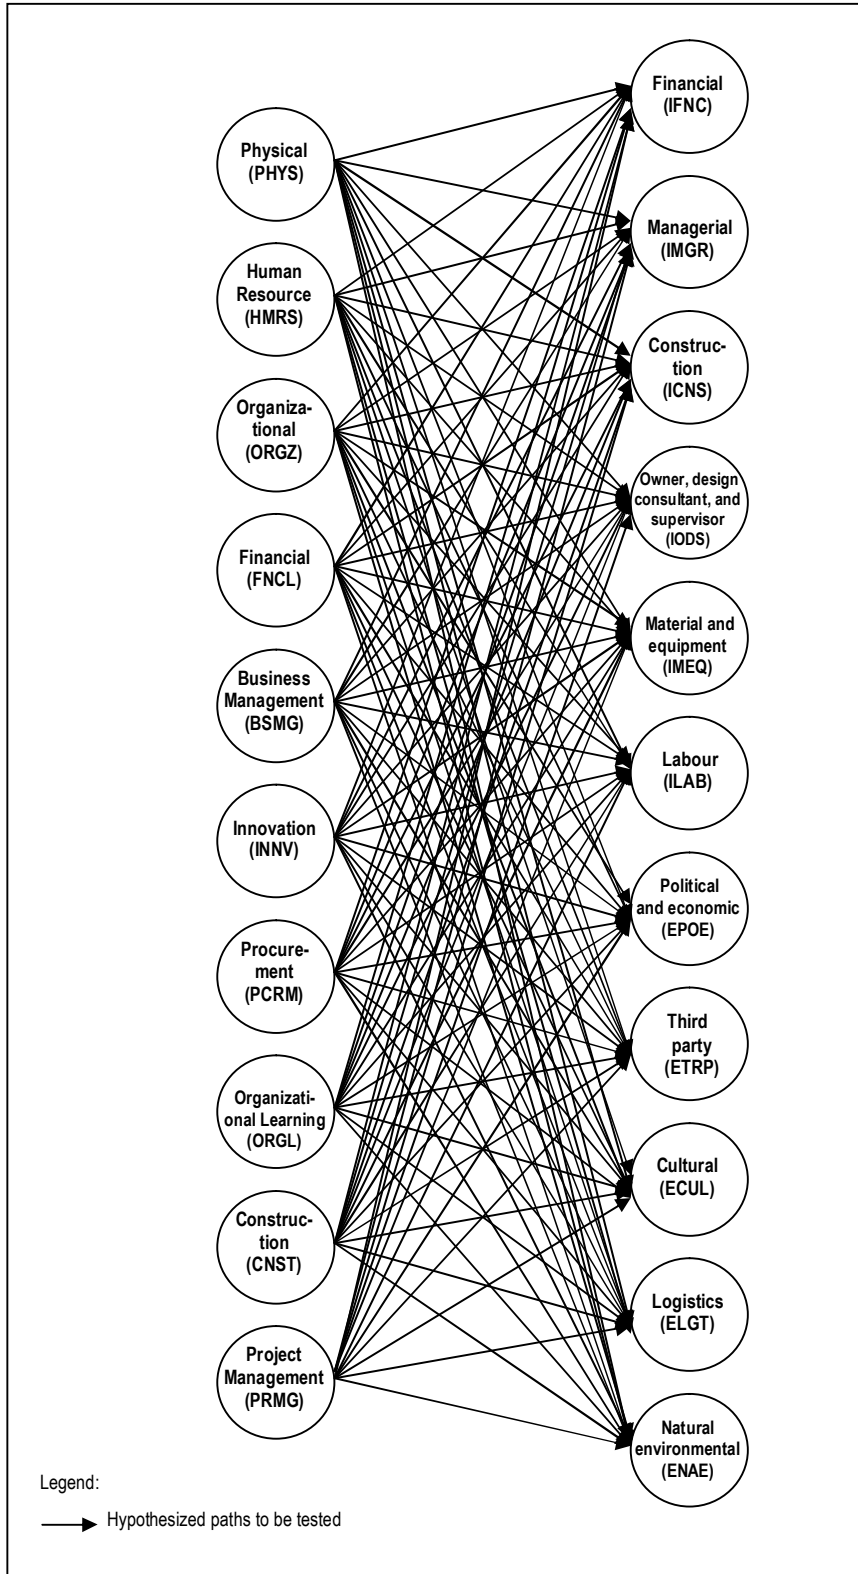 Physical
(PHYS)
Human
Resource
(HMRS)
Organiza-
tional
(ORGZ)
Financial
(FNCL)
Business
Management
(BSMG)
Innovation
(INNV)
Procure-
ment
(PCRM)
Organizati-
onal Learning
(ORGL)
Construc-
tion
(CNST)
Project
Management
(PRMG)
Financial
(IFNC)
Managerial
(IMGR)
Construc-
tion
(ICNS)
Owner, design
consultant, and
supervisor
(IODS)
Material and
equipment
(IMEQ)
Labour
(ILAB)
Political
and economic
(EPOE)
Third
party
(ETRP)
Cultural
(ECUL)
Logistics
(ELGT)
Natural
environmental
(ENAE)
Legend:
Hypothesized paths to be tested